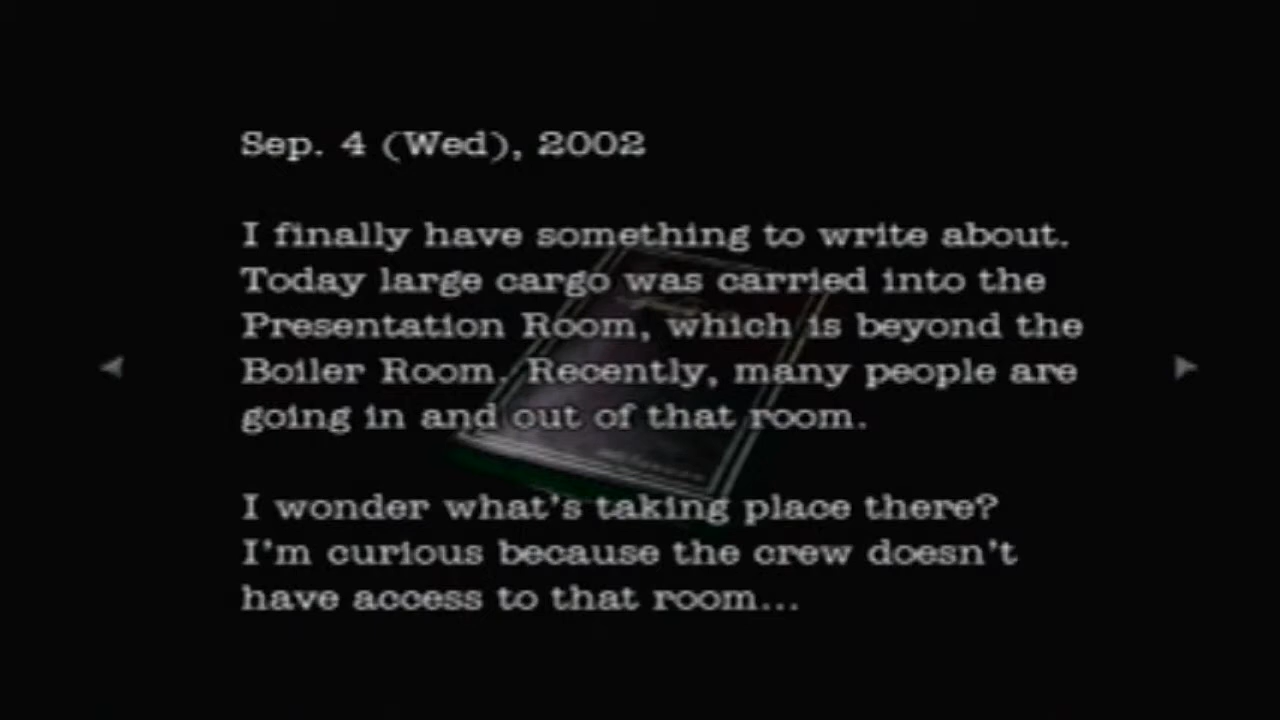 Sep. 4 (Wed), 2002
I finally have something to write about.
Today large cargo was carried into the
Presentation Room, which is beyond the
Boiler Room. Recently, many people are
going in and out of that room.
I wonder what's taking place there?
I'm curious because the crew doesn't
have access to that room...